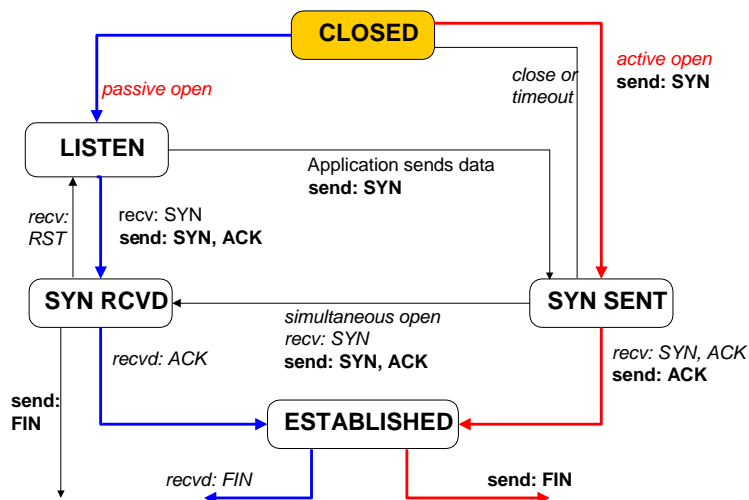 CLOSED
active open
send: SYN
close or
timeout
passive open
LISTEN
Application sends data
send: SYN
recv:
RST
recv: SYN
send: SYN, ACK
SYN RCVD
SYN SENT
simultaneous open
recv: SYN
send: SYN, ACK
recvd: ACK
recv: SYN, ACK
send: ACK
send:
FIN
ESTABLISHED
recvd: FIN
send: FIN